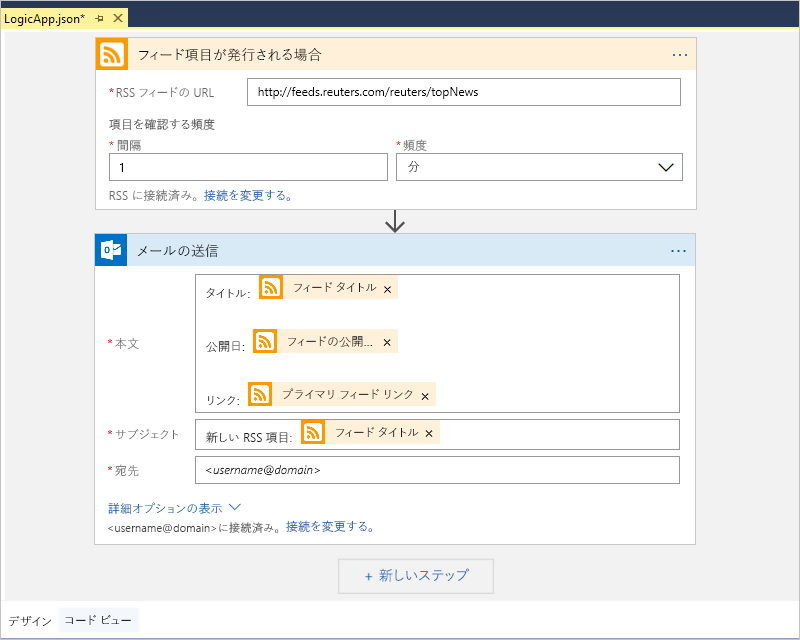 LogicApp.json*
フィード項目が発行される場合
*RSS フィードの URL
http://feeds.reuters.com/reuters/topNews
項目を確認する頻度
*間隔 *頻度
1 分
RSS に接続済み。接続を変更する。
メールの送信
タイトル: フィード タイトル ×
*本文
公開日: フィードの公開... ×
リンク: プライマリ フィード リンク ×
*サブジェクト 新しい RSS 項目: フィード タイトル ×
*宛先 <username@domain>
詳細オプションの表示
<username@domain>に接続済み。接続を変更する。
+ 新しいステップ
デザイン コード ビュー